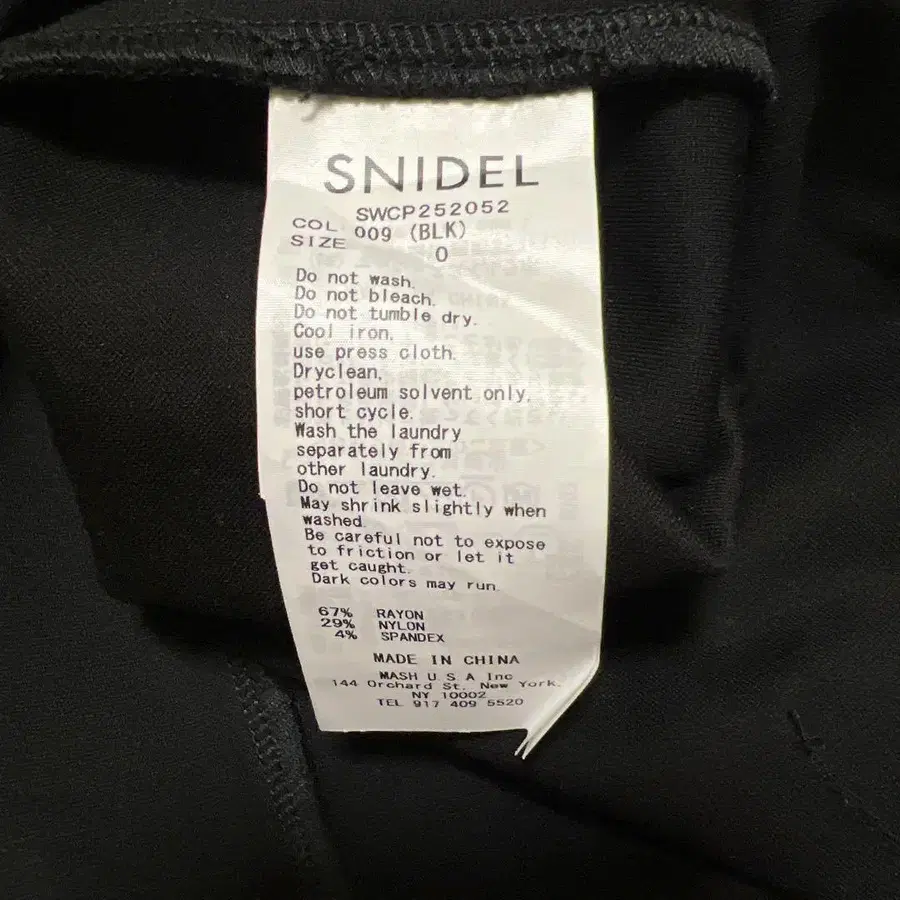 SNIDEL
SWCP252052
COL 009 (BLK)
SIZE 0
Do not wash.
Do not bleach.
Do not tumble dry.
Cool iron,
use press cloth.
Dryclean,
petroleum solvent only,
short cycle.
Wash the laundry
separately from
other laundry.
Do not leave wet.
May shrink slightly when
washed.
Be careful not to expose
to friction or let it
get caught.
Dark colors may run.
67% RAYON
29% NYLON
4% SPANDEX
MADE IN CHINA
MASH U S A Inc
144 Orchard St. New York.
NY 10002
TEL 917 409 5520